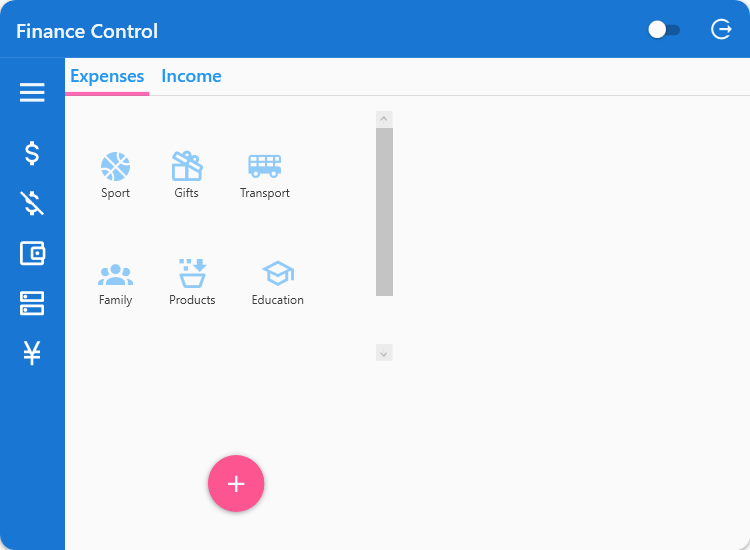 Finance Control
Expenses Income
Sport Gifts Transport
Family Products Education